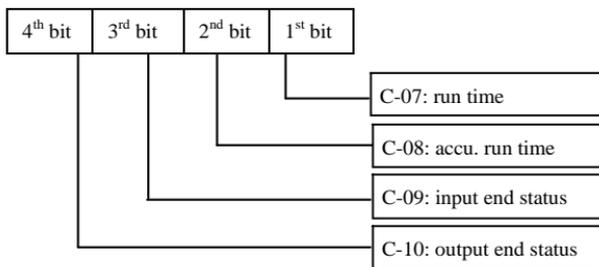 4th bit 3rd bit 2nd bit 1st bit
C-07: run time
C-08: accu. run time
C-09: input end status
C-10: output end status